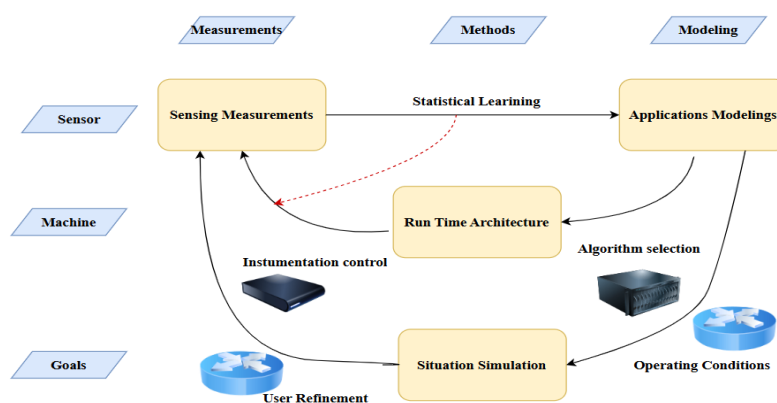 Measurements
Methods
Modeling
Sensor
Sensing Measurements
Statistical Learining
Applications Modelings
Machine
Run Time Architecture
Instumentation control
Algorithm selection
Goals
Situation Simulation
Operating Conditions
User Refinement